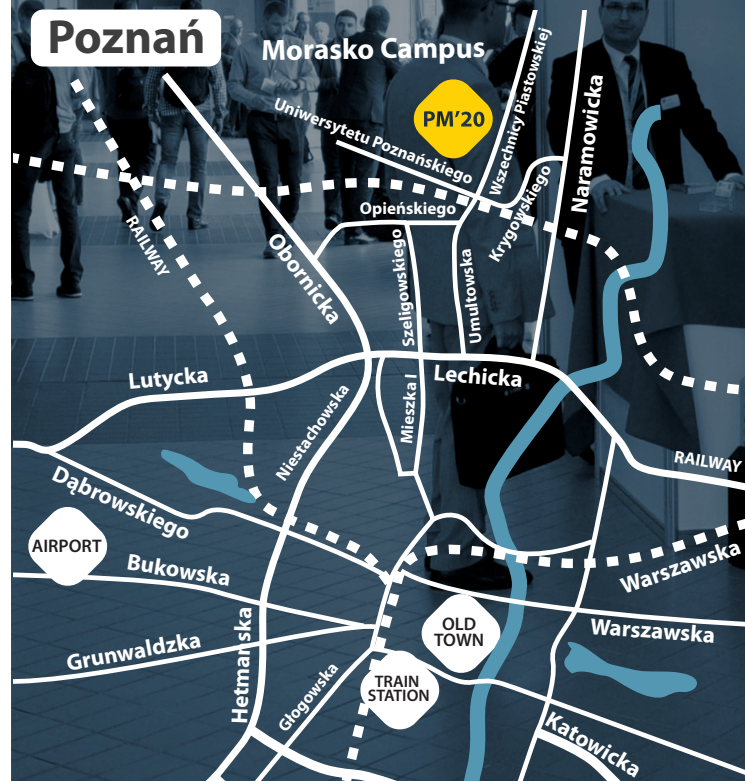 Poznań
Morasko Campus
PM'20
Uniwersytetu Poznańskiego
Wszechnicy Piastowskiej
Naramowicka
Krygowskiego
Opieńskiego
RAILWAY
Obornicka
Szeligowskiego
Umultowska
Lutycka
Lechicka
Mieszka I
Niestachowska
RAILWAY
Dąbrowskiego
AIRPORT
Bukowska
Warszawska
OLD
TOWN
Warszawska
Grunwaldzka
Hetmańska
Głogowska
TRAIN
STATION
Katowicka